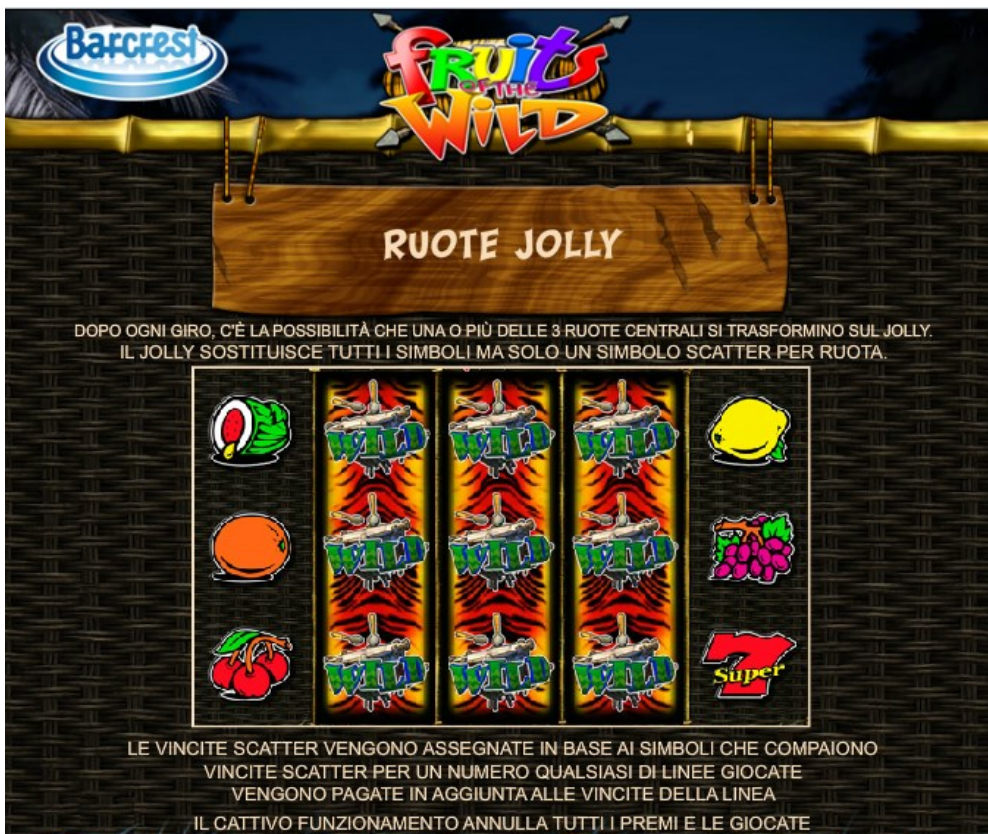 Barcrest
FRUITS
OF THE
WILD
RUOTE JOLLY
DOPO OGNI GIRO, C'È LA POSSIBILITÀ CHE UNA O PIÙ DELLE 3 RUOTE CENTRALI SI TRASFORMINO SUL JOLLY.
IL JOLLY SOSTITUISCE TUTTI I SIMBOLI MA SOLO UN SIMBOLO SCATTER PER RUOTA.
WILD WILD WILD
WILD WILD WILD
WILD WILD WILD
7 Super
LE VINCITE SCATTER VENGONO ASSEGNATE IN BASE AI SIMBOLI CHE COMPAIONO
VINCITE SCATTER PER UN NUMERO QUALSIASI DI LINEE GIOCATE
VENGONO PAGATE IN AGGIUNTA ALLE VINCITE DELLA LINEA
IL CATTIVO FUNZIONAMENTO ANNULLA TUTTI I PREMI E LE GIOCATE